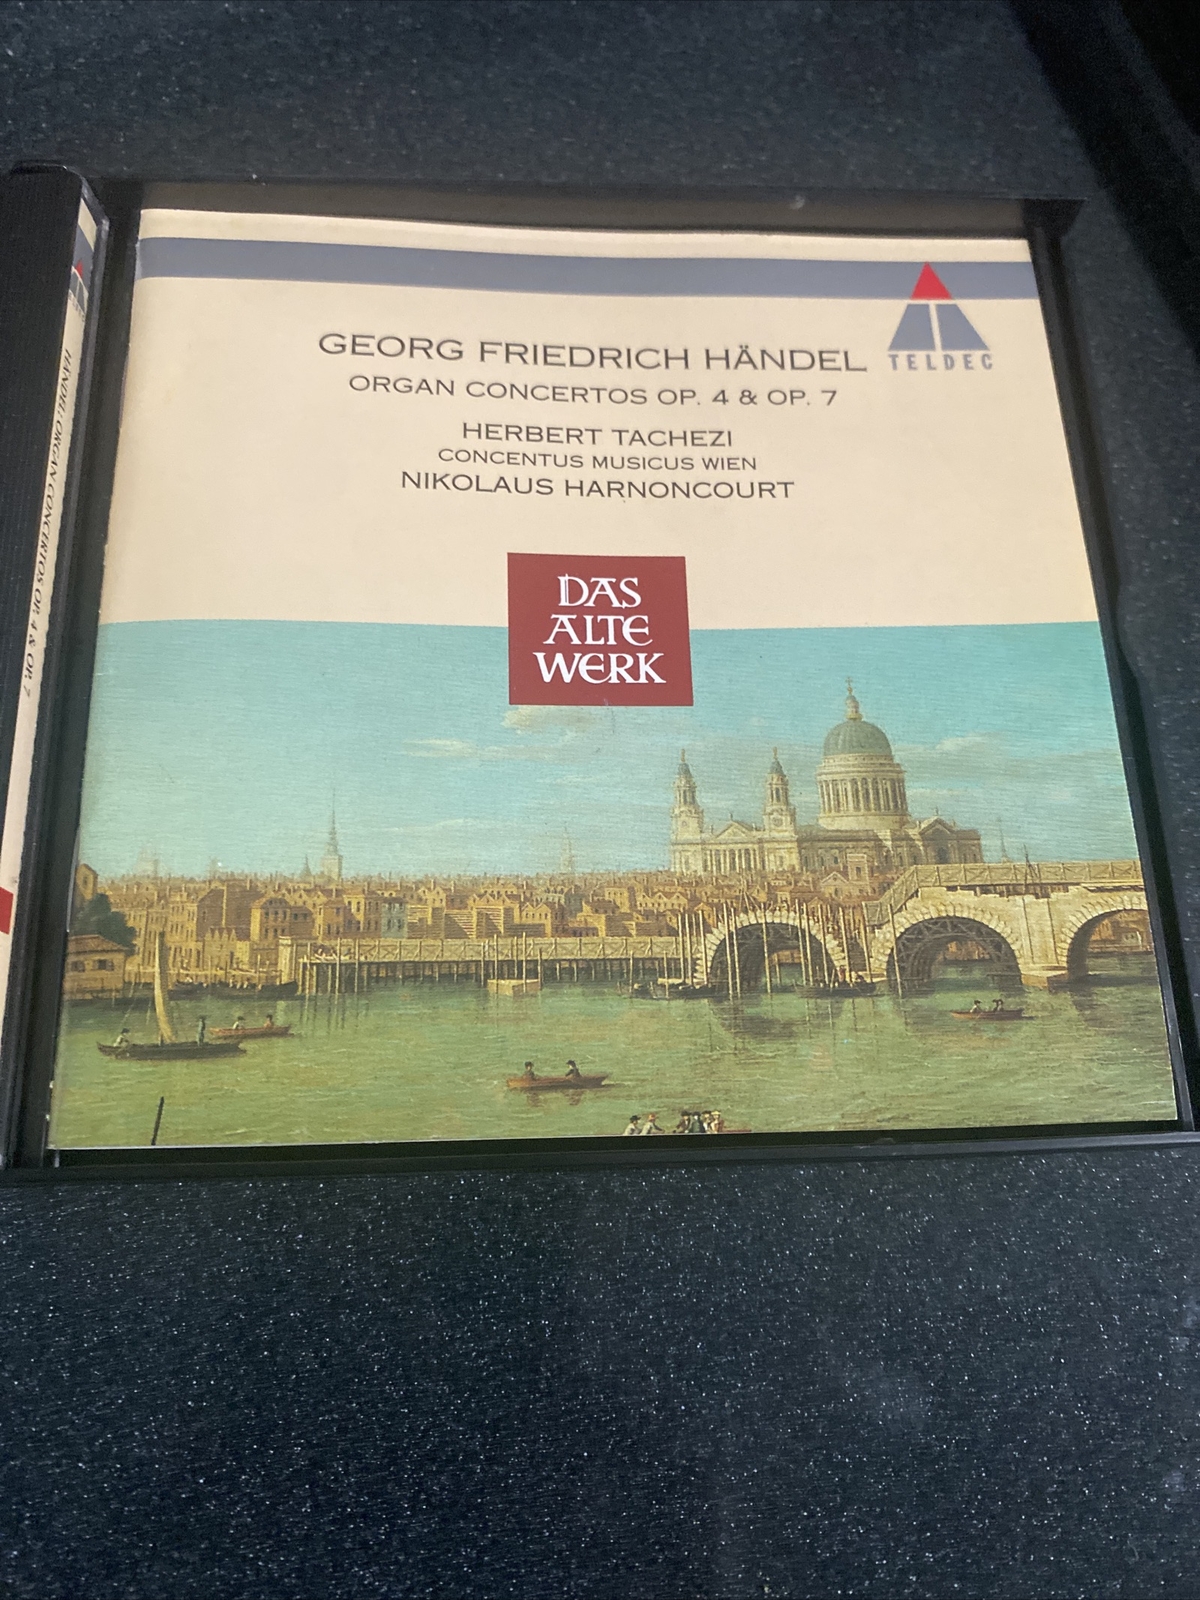 GEORG FRIEDRICH HÄNDEL
TELDEC
ORGAN CONCERTOS OP. 4 & OP. 7
HERBERT TACHEZI
CONCENTUS MUSICUS WIEN
NIKOLAUS HARNONCOURT
DAS
ALTE
WERK
HÄNDEL: ORGAN CONCERTOS OP. 4 & OP. 7